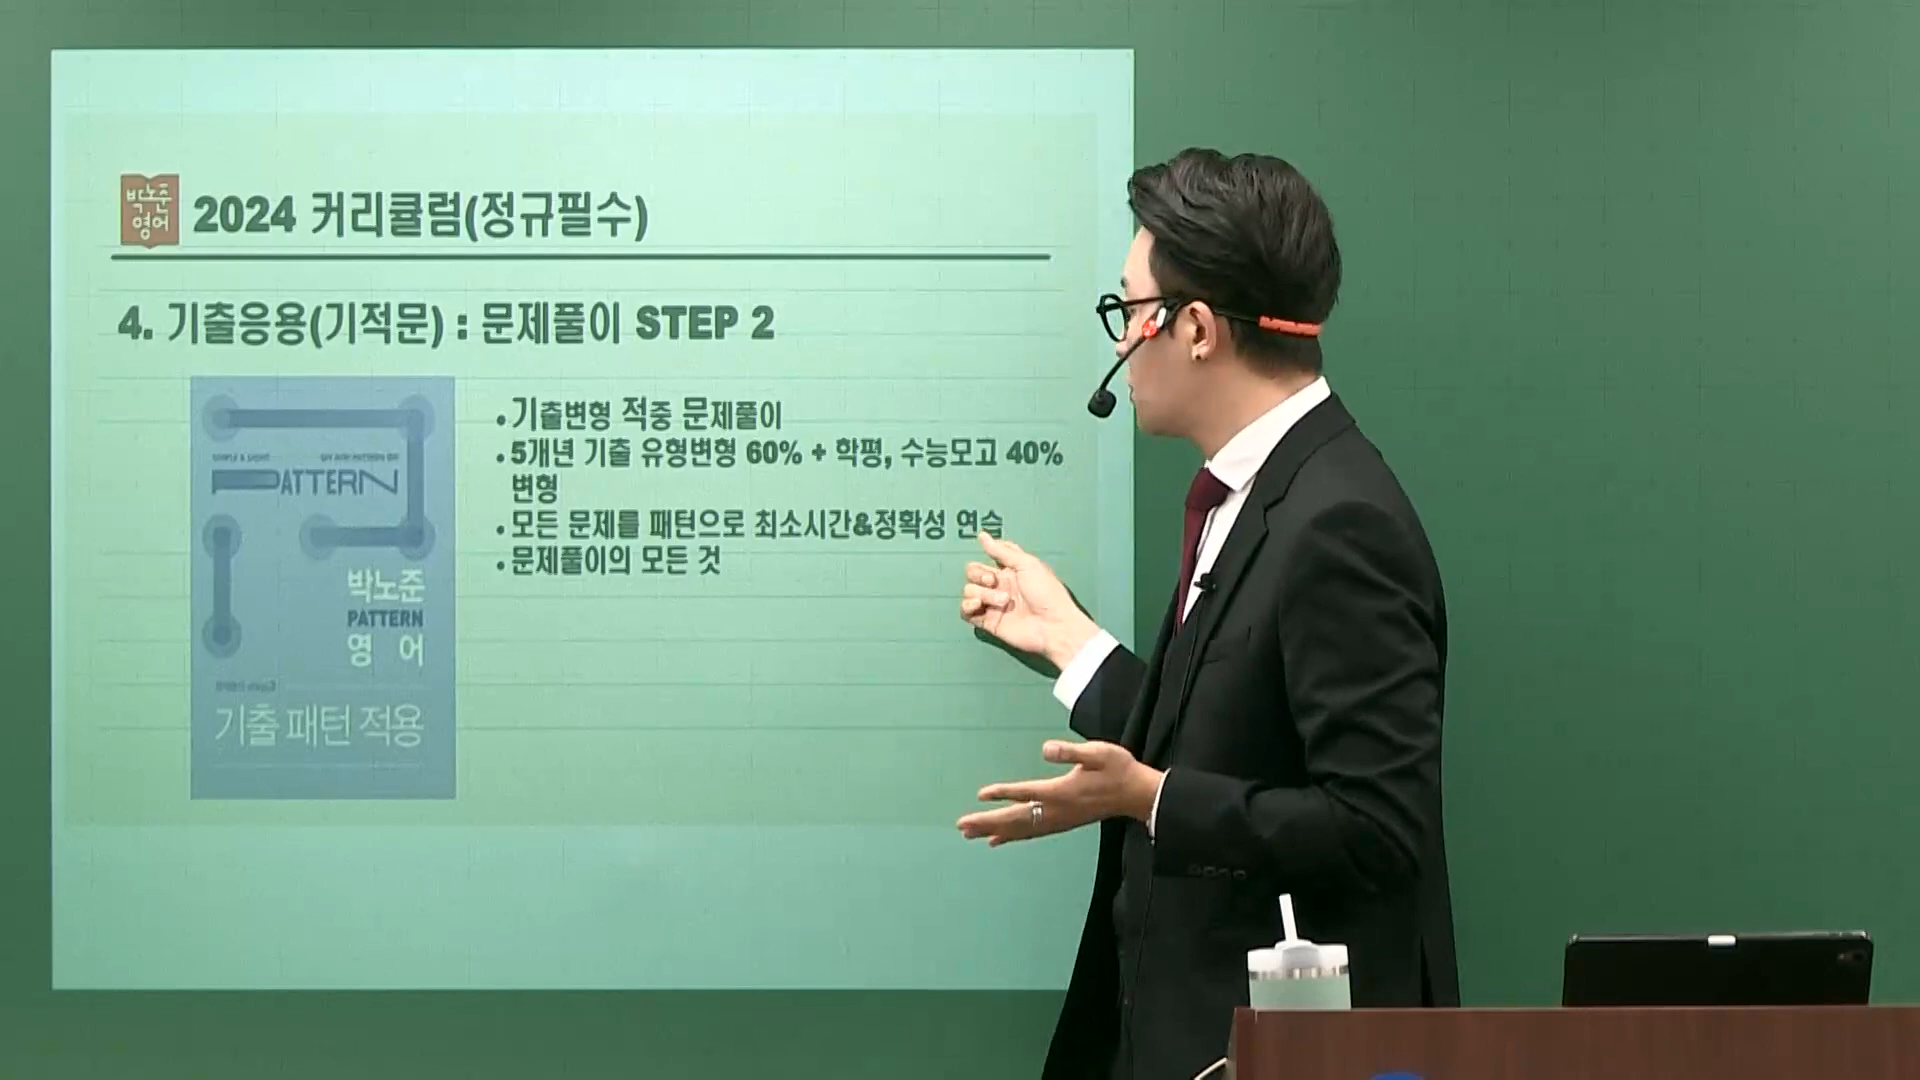 박노준
영어
2024 커리큘럼(정규필수)
4. 기출응용(기적문) : 문제풀이 STEP 2
• 기출변형 적중 문제풀이
• 5개년 기출 유형변형 60% + 학평, 수능모고 40%
변형
• 모든 문제를 패턴으로 최소시간&정확성 연습
• 문제풀이의 모든 것
PATTERN
박노준
PATTERN
영 어
기출 패턴 적용